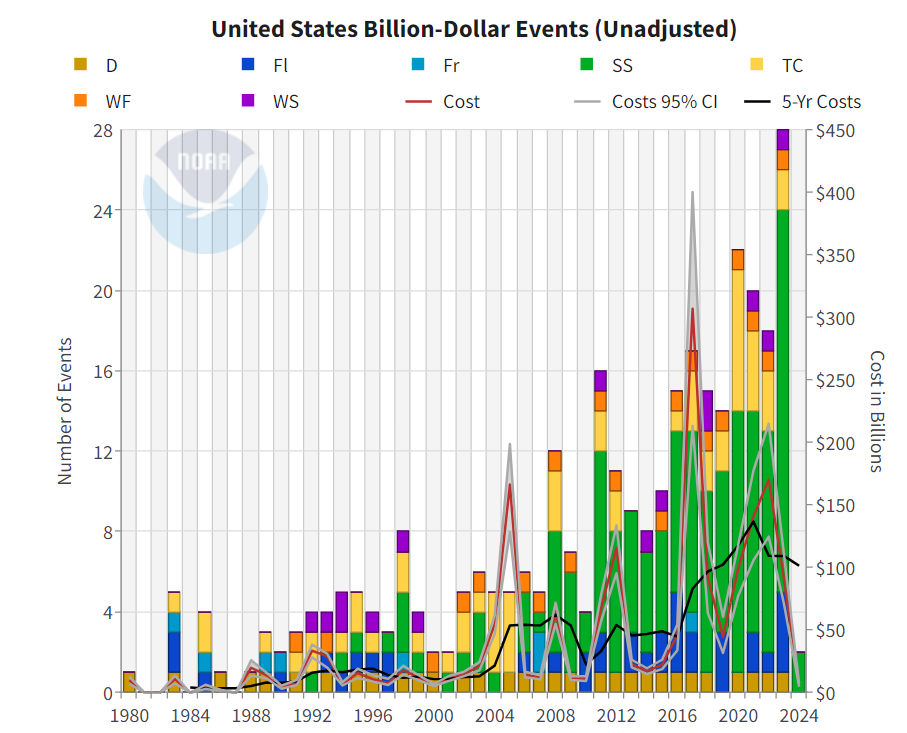 United States Billion-Dollar Events (Unadjusted)
D Fl Fr SS TC
WF WS Cost Costs 95% CI 5-Yr Costs
NOAA
28 $450
24 $400
$350
20 $300
16 $250
12 $200
$150
8 $100
4 $50
0 $0
Number of Events
Cost in Billions
1980 1984 1988 1992 1996 2000 2004 2008 2012 2016 2020 2024